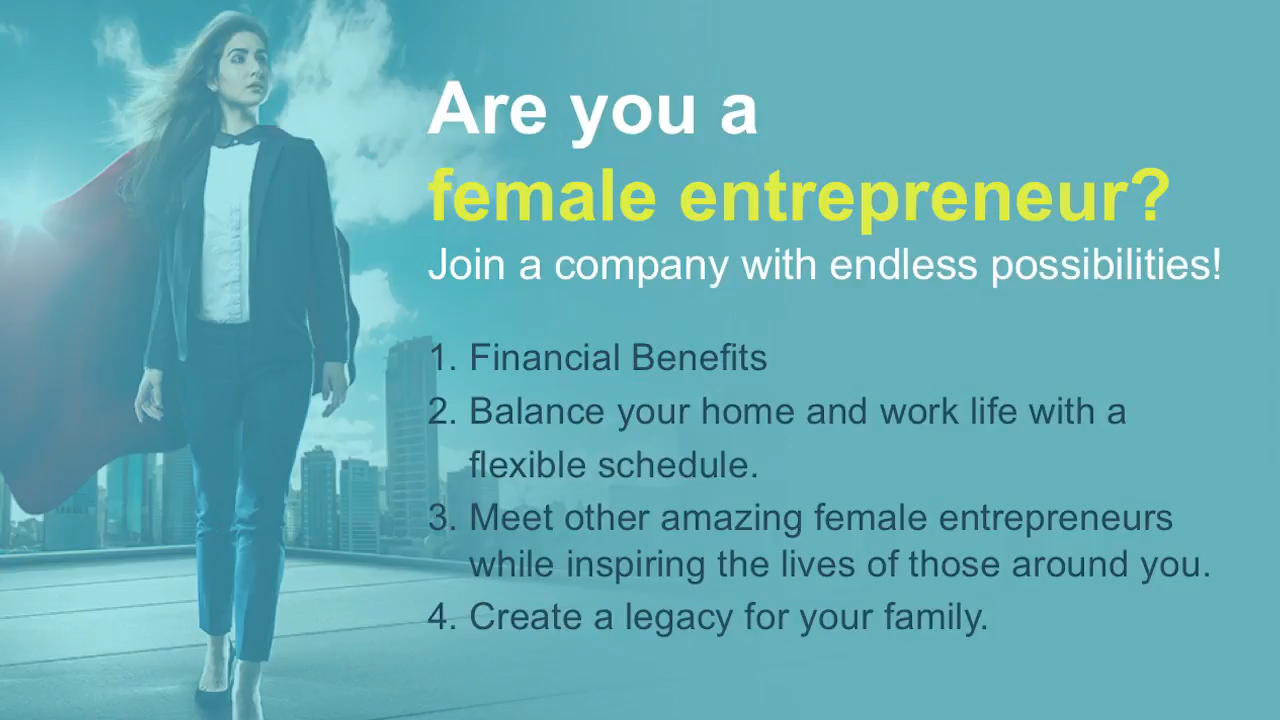 Are you a
female entrepreneur?
Join a company with endless possibilities!
1. Financial Benefits
2. Balance your home and work life with a
flexible schedule.
3. Meet other amazing female entrepreneurs
while inspiring the lives of those around you.
4. Create a legacy for your family.